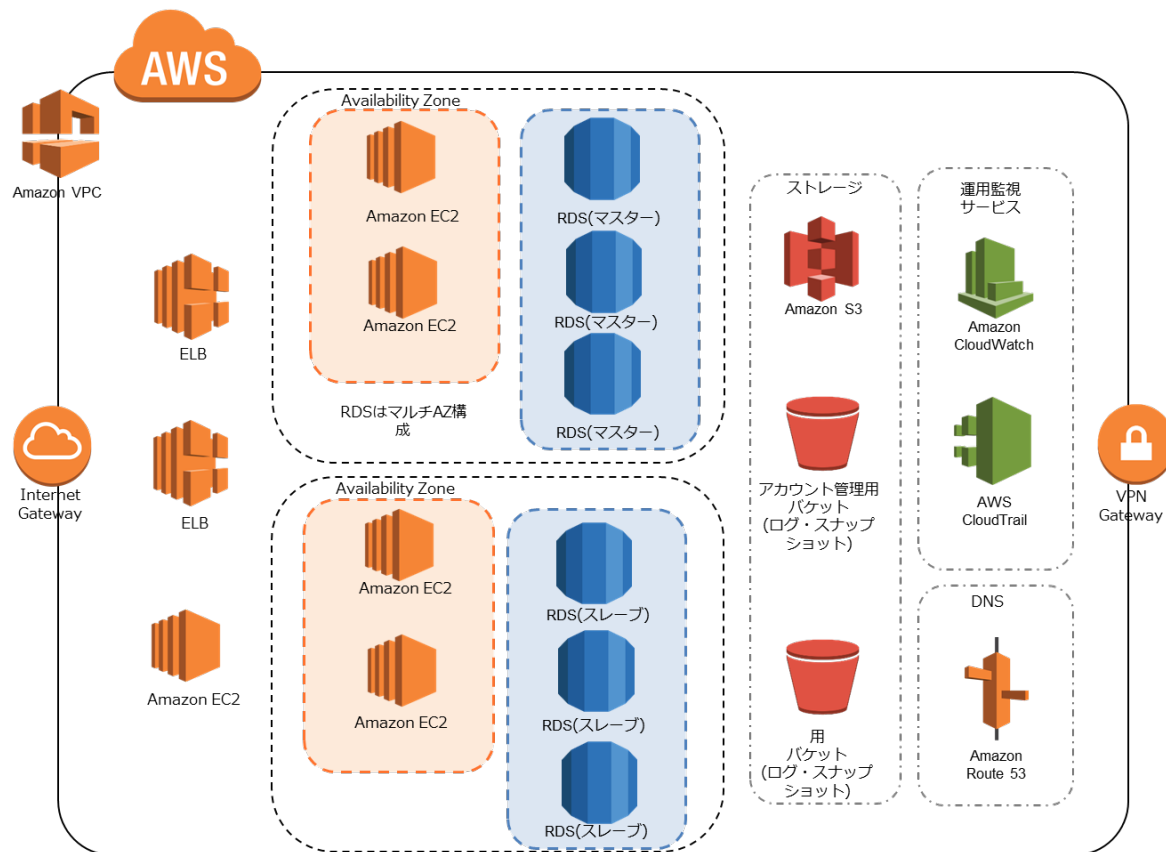 AWS
Amazon VPC
Availability Zone
Amazon EC2
Amazon EC2
RDS(マスター)
RDS(マスター)
RDS(マスター)
RDSはマルチAZ構
成
ELB
ELB
Internet
Gateway
Amazon EC2
Availability Zone
Amazon EC2
Amazon EC2
RDS(スレーブ)
RDS(スレーブ)
RDS(スレーブ)
ストレージ
Amazon S3
アカウント管理用
バケット
(ログ・スナップ
ショット)
用
バケット
(ログ・スナップ
ショット)
運用監視
サービス
Amazon
CloudWatch
AWS
CloudTrail
DNS
Amazon
Route 53
VPN
Gateway